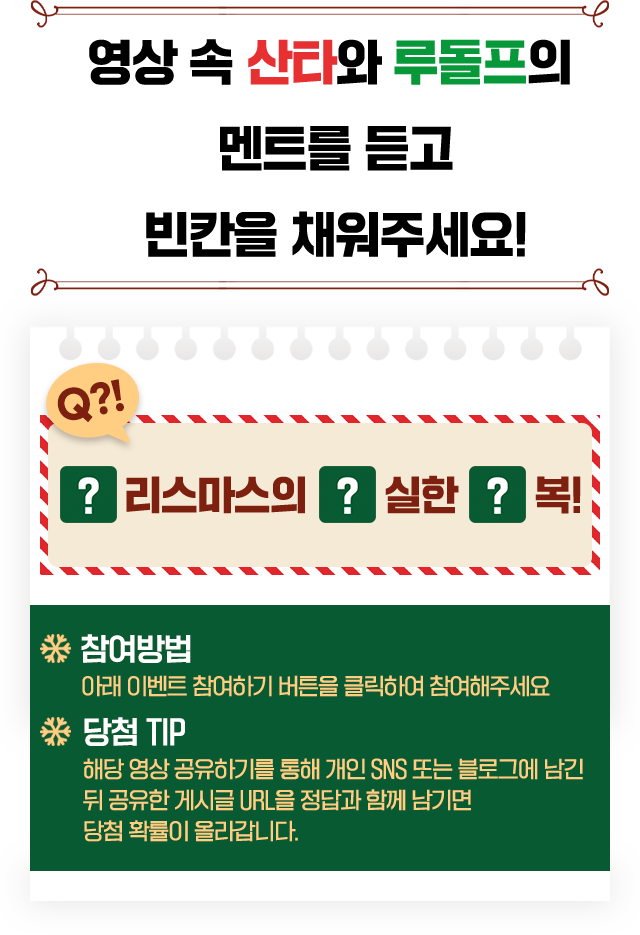 영상 속 산타와 루돌프의
멘트를 듣고
빈칸을 채워주세요!
Q?!
? 리스마스의 ? 실한 ? 복!
참여방법
아래 이벤트 참여하기 버튼을 클릭하여 참여해주세요
당첨 TIP
해당 영상 공유하기를 통해 개인 SNS 또는 블로그에 남긴
뒤 공유한 게시글 URL을 정답과 함께 남기면
당첨 확률이 올라갑니다.